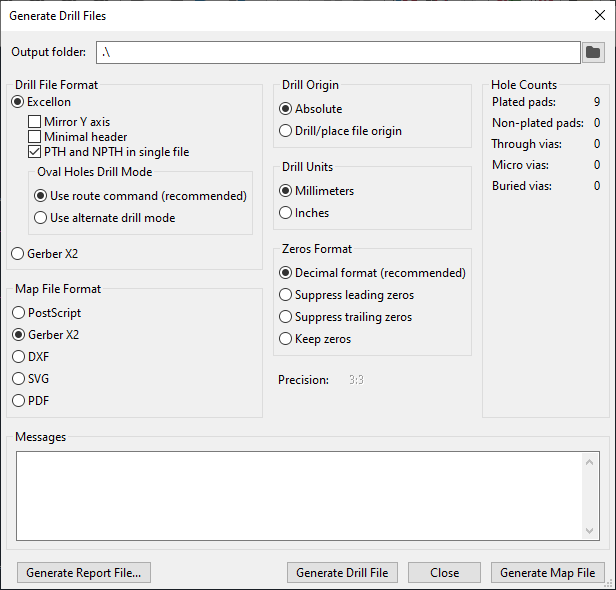 Generate Drill Files
Output folder: .\
Drill File Format
Excellon
Mirror Y axis
Minimal header
PTH and NPTH in single file
Oval Holes Drill Mode
Use route command (recommended)
Use alternate drill mode
Gerber X2
Map File Format
PostScript
Gerber X2
DXF
SVG
PDF
Drill Origin
Absolute
Drill/place file origin
Drill Units
Millimeters
Inches
Zeros Format
Decimal format (recommended)
Suppress leading zeros
Suppress trailing zeros
Keep zeros
Precision: 3:3
Hole Counts
Plated pads: 9
Non-plated pads: 0
Through vias: 0
Micro vias: 0
Buried vias: 0
Messages
Generate Report File... Generate Drill File Close Generate Map File